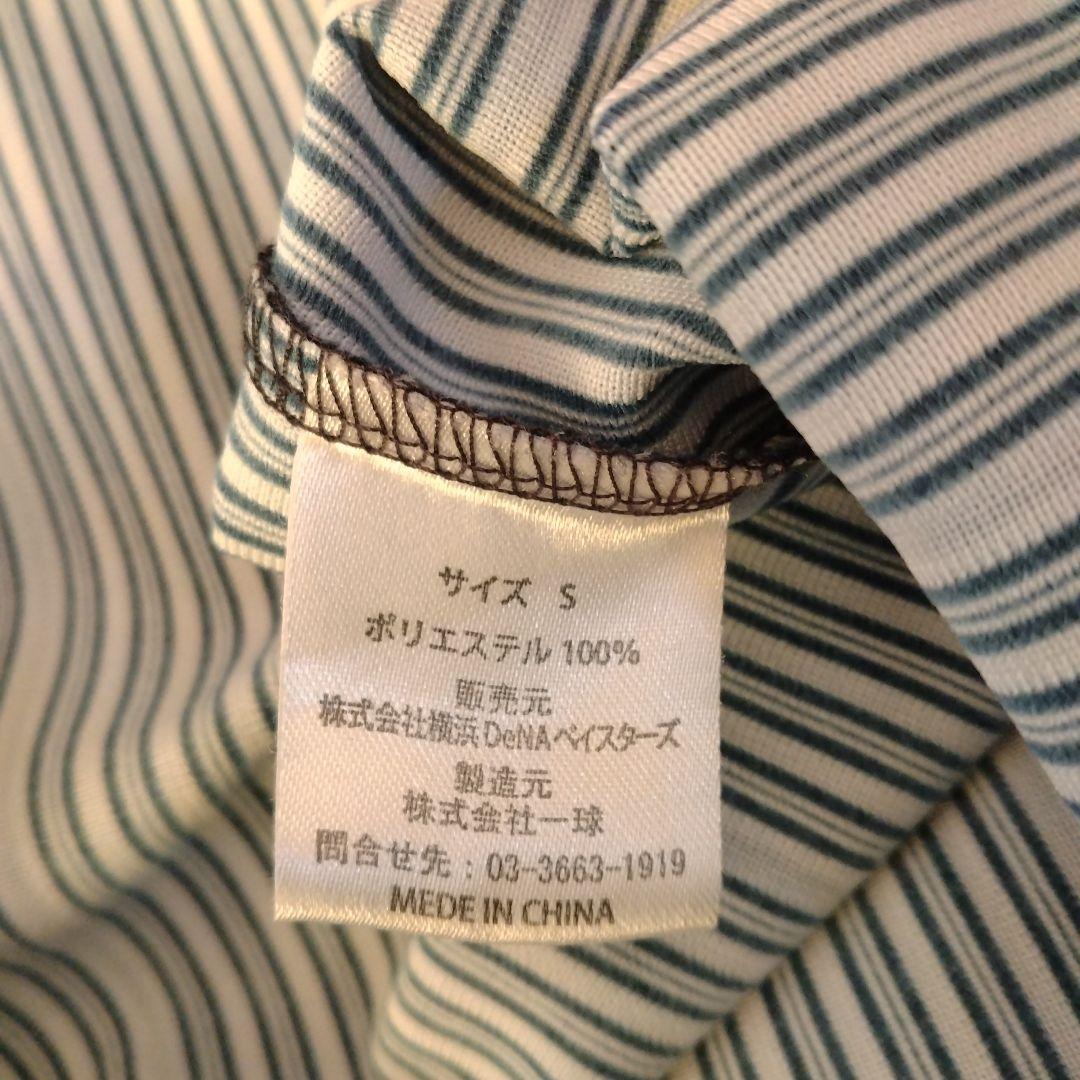 サイズ S
ポリエステル 100%
販売元
株式会社横浜DeNAベイスターズ
製造元
株式会社一球
問合せ先：03-3663-1919
MEDE IN CHINA